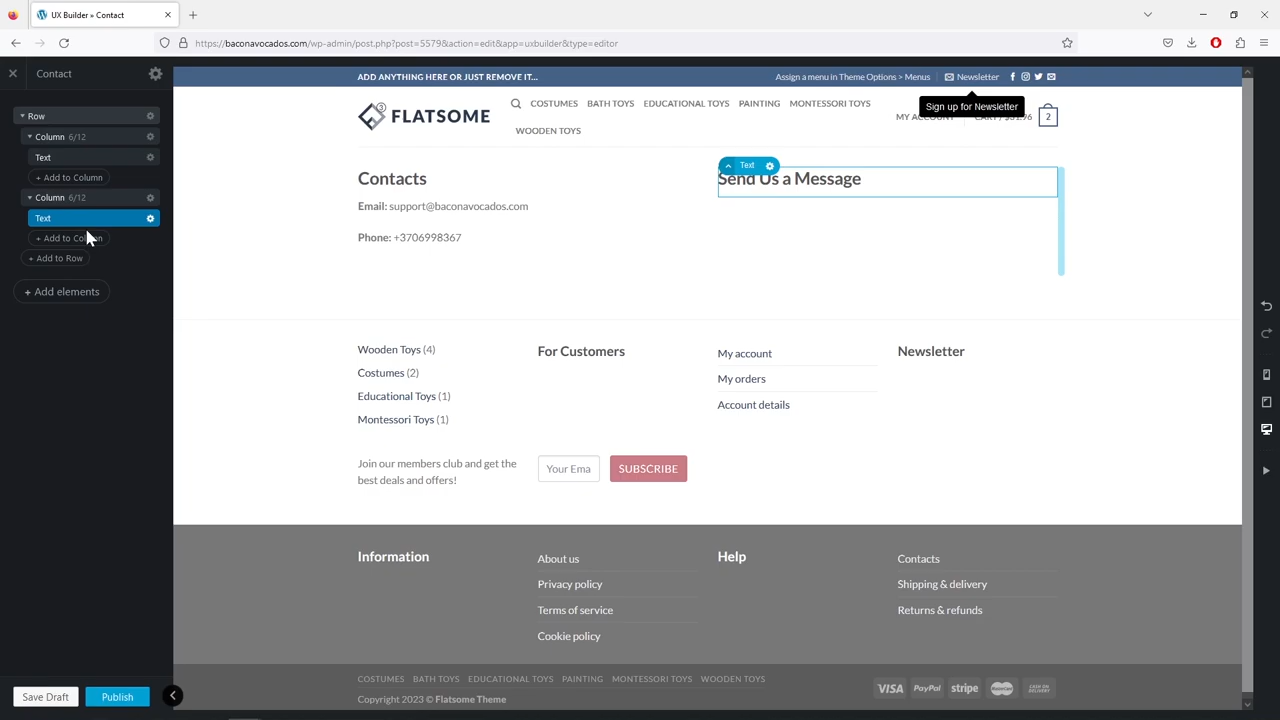 UX Builder » Contact
https://baconavocados.com/wp-admin/post.php?post=5579&action=edit&app=uxbuilder&type=editor
Contact
Row
Column 6/12
Text
+ Add to Column
Column 6/12
Text
+ Add to Column
+ Add to Row
+ Add elements
Save Draft
Publish
ADD ANYTHING HERE OR JUST REMOVE IT...
Assign a menu in Theme Options > Menus
Newsletter
Sign up for Newsletter
FLATSOME
3
COSTUMES
BATH TOYS
EDUCATIONAL TOYS
PAINTING
MONTESSORI TOYS
WOODEN TOYS
MY ACCOUNT
2
Text
Contacts
Email: support@baconavocados.com
Phone: +3706998367
Send Us a Message
Wooden Toys (4)
Costumes (2)
Educational Toys (1)
Montessori Toys (1)
For Customers
My account
My orders
Account details
Newsletter
Join our members club and get the
best deals and offers!
Your Ema
SUBSCRIBE
Information
About us
Privacy policy
Terms of service
Cookie policy
Help
Contacts
Shipping & delivery
Returns & refunds
COSTUMES BATH TOYS EDUCATIONAL TOYS PAINTING MONTESSORI TOYS WOODEN TOYS
Copyright 2023 © Flatsome Theme
VISA PayPal stripe MasterCard CASH ON DELIVERY